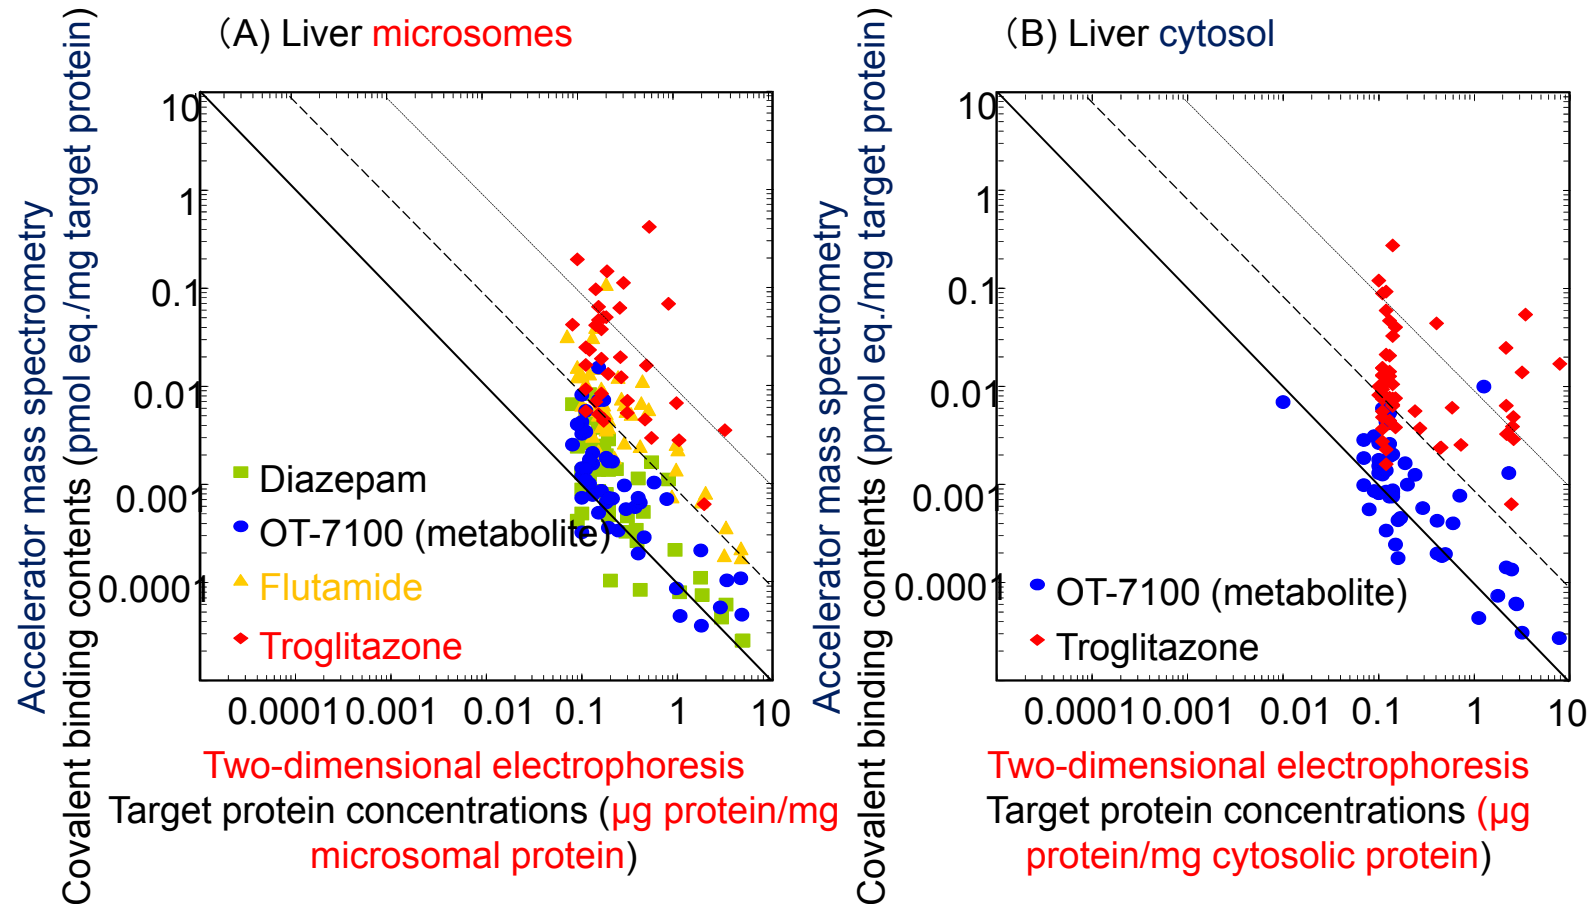 （A) Liver microsomes
Accelerator mass spectrometry
Covalent binding contents (pmol eq./mg target protein)
10
1
0.1
0.01
0.001
0.0001
Diazepam
OT-7100 (metabolite)
Flutamide
Troglitazone
0.0001 0.001 0.01 0.1 1 10
Two-dimensional electrophoresis
Target protein concentrations (µg protein/mg
microsomal protein)
（B) Liver cytosol
Accelerator mass spectrometry
Covalent binding contents (pmol eq./mg target protein)
10
1
0.1
0.01
0.001
0.0001
OT-7100 (metabolite)
Troglitazone
0.0001 0.001 0.01 0.1 1 10
Two-dimensional electrophoresis
Target protein concentrations (µg
protein/mg cytosolic protein)